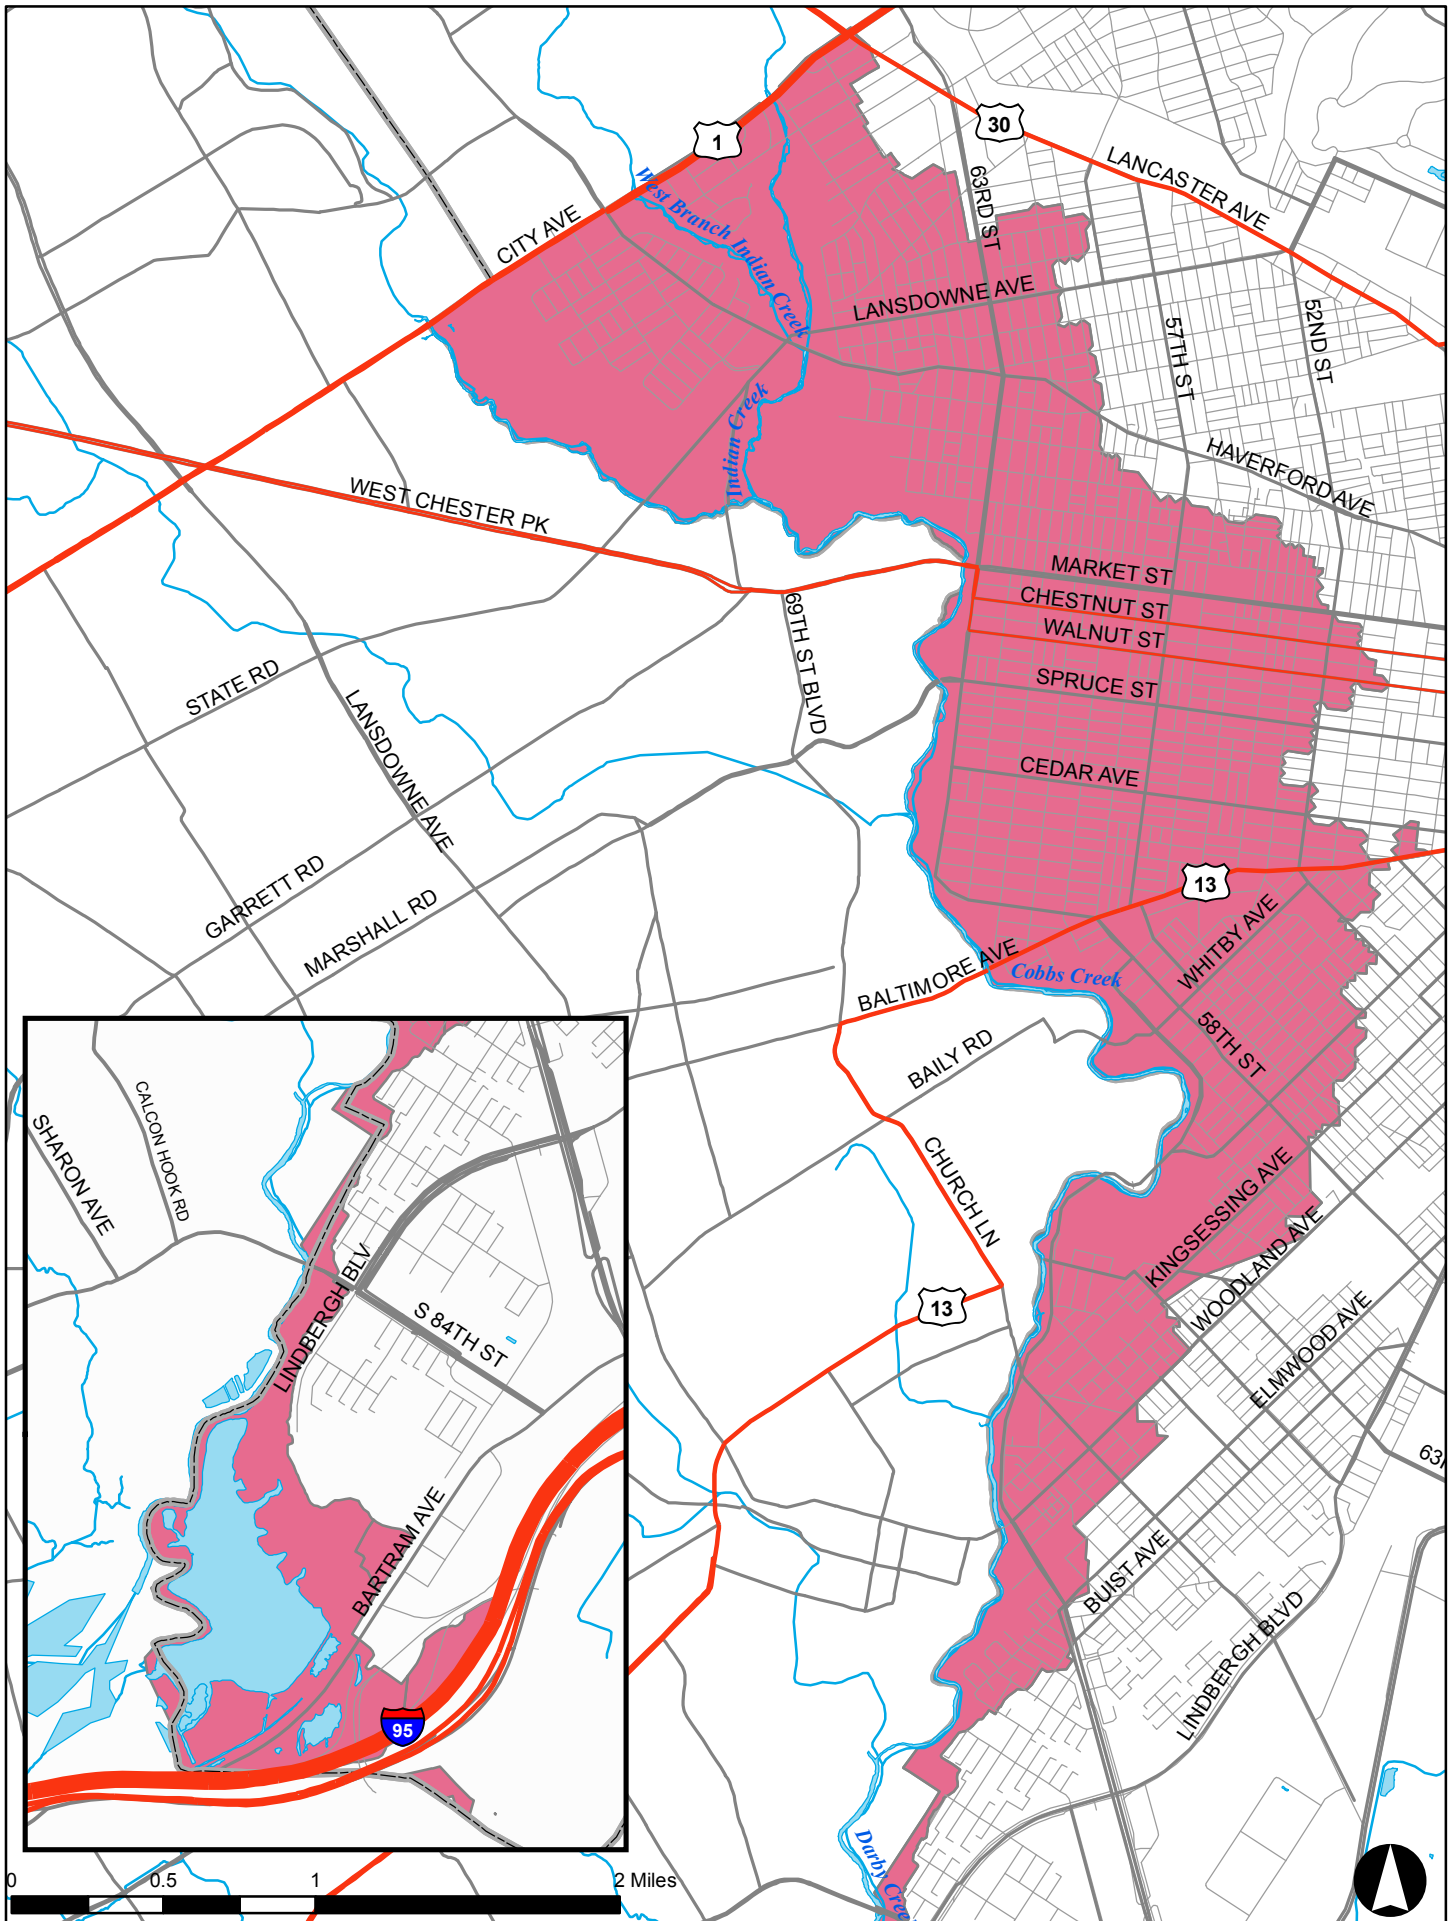 1
30
LANCASTER AVE
West Branch Indian Creek
63RD ST
CITY AVE
LANSDOWNE AVE
57TH ST
52ND ST
Indian Creek
HAVERFORD AVE
WEST CHESTER PK
MARKET ST
CHESTNUT ST
WALNUT ST
69TH ST BLVD
STATE RD
SPRUCE ST
LANSDOWNE AVE
CEDAR AVE
GARRETT RD
13
MARSHALL RD
WHITBY AVE
BALTIMORE AVE
Cobbs Creek
58TH ST
BAILY RD
CALCON HOOK RD
SHARON AVE
CHURCH LN
KINGSESSING AVE
WOODLAND AVE
LINDBERGH BLV
S 84TH ST
13
ELMWOOD AVE
63
BARTRAM AVE
BUIST AVE
LINDBERGH BLVD
95
Darby Cree
0 0.5 1 2 Miles